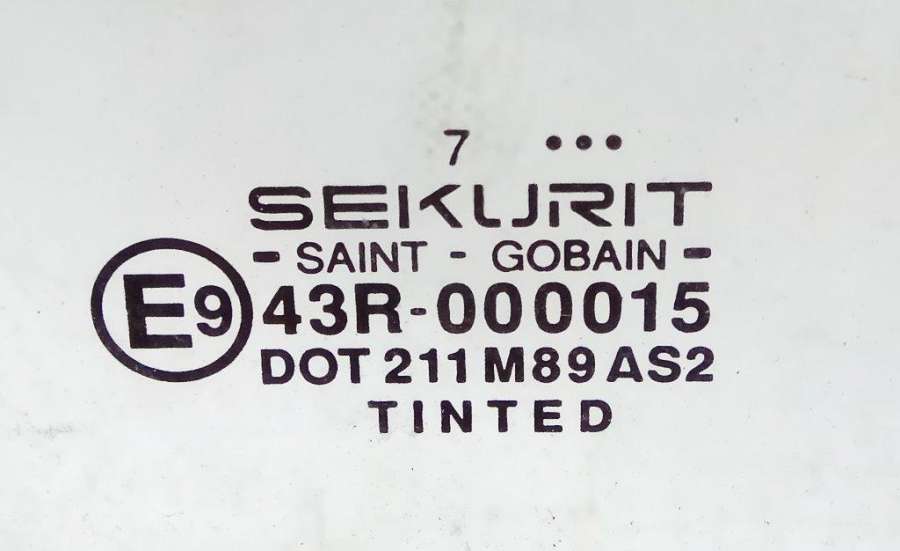 7 •••
SEKURIT
- SAINT - GOBAIN -
E9 43R-000015
DOT 211 M89 AS2
TINTED